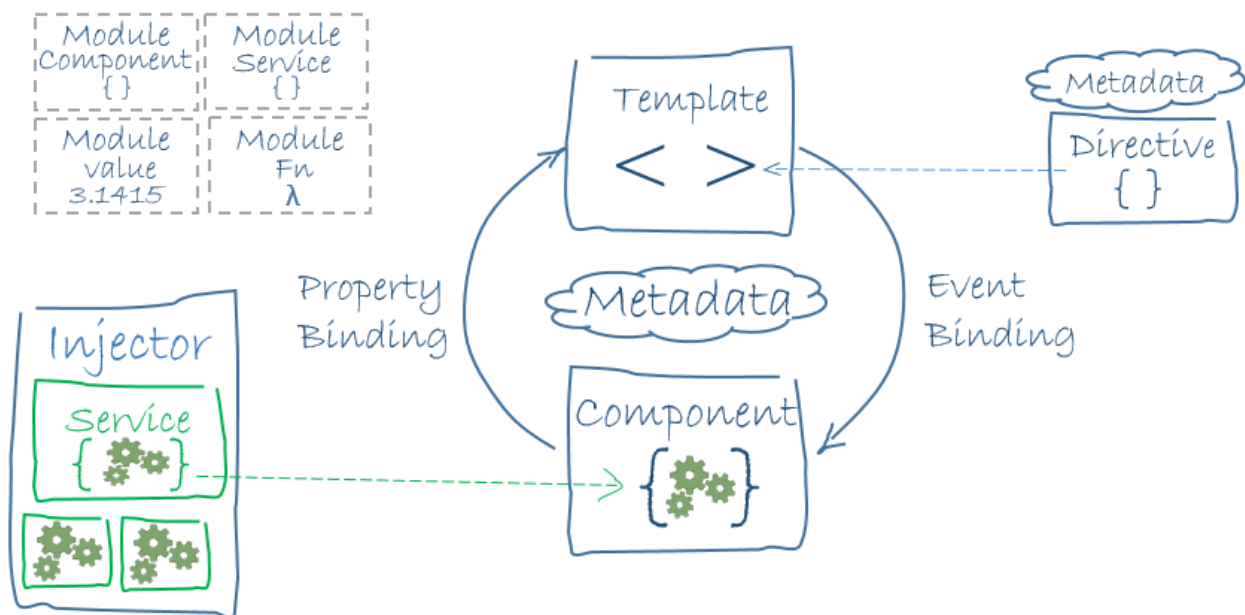 Module
Component
{ }
Module
Service
{ }
Module
value
3.1415
Module
Fn
λ
Template
< >
Metadata
Directive
{ }
Property
Binding
Metadata
Event
Binding
Injector
Service
{ }
Component
{ }